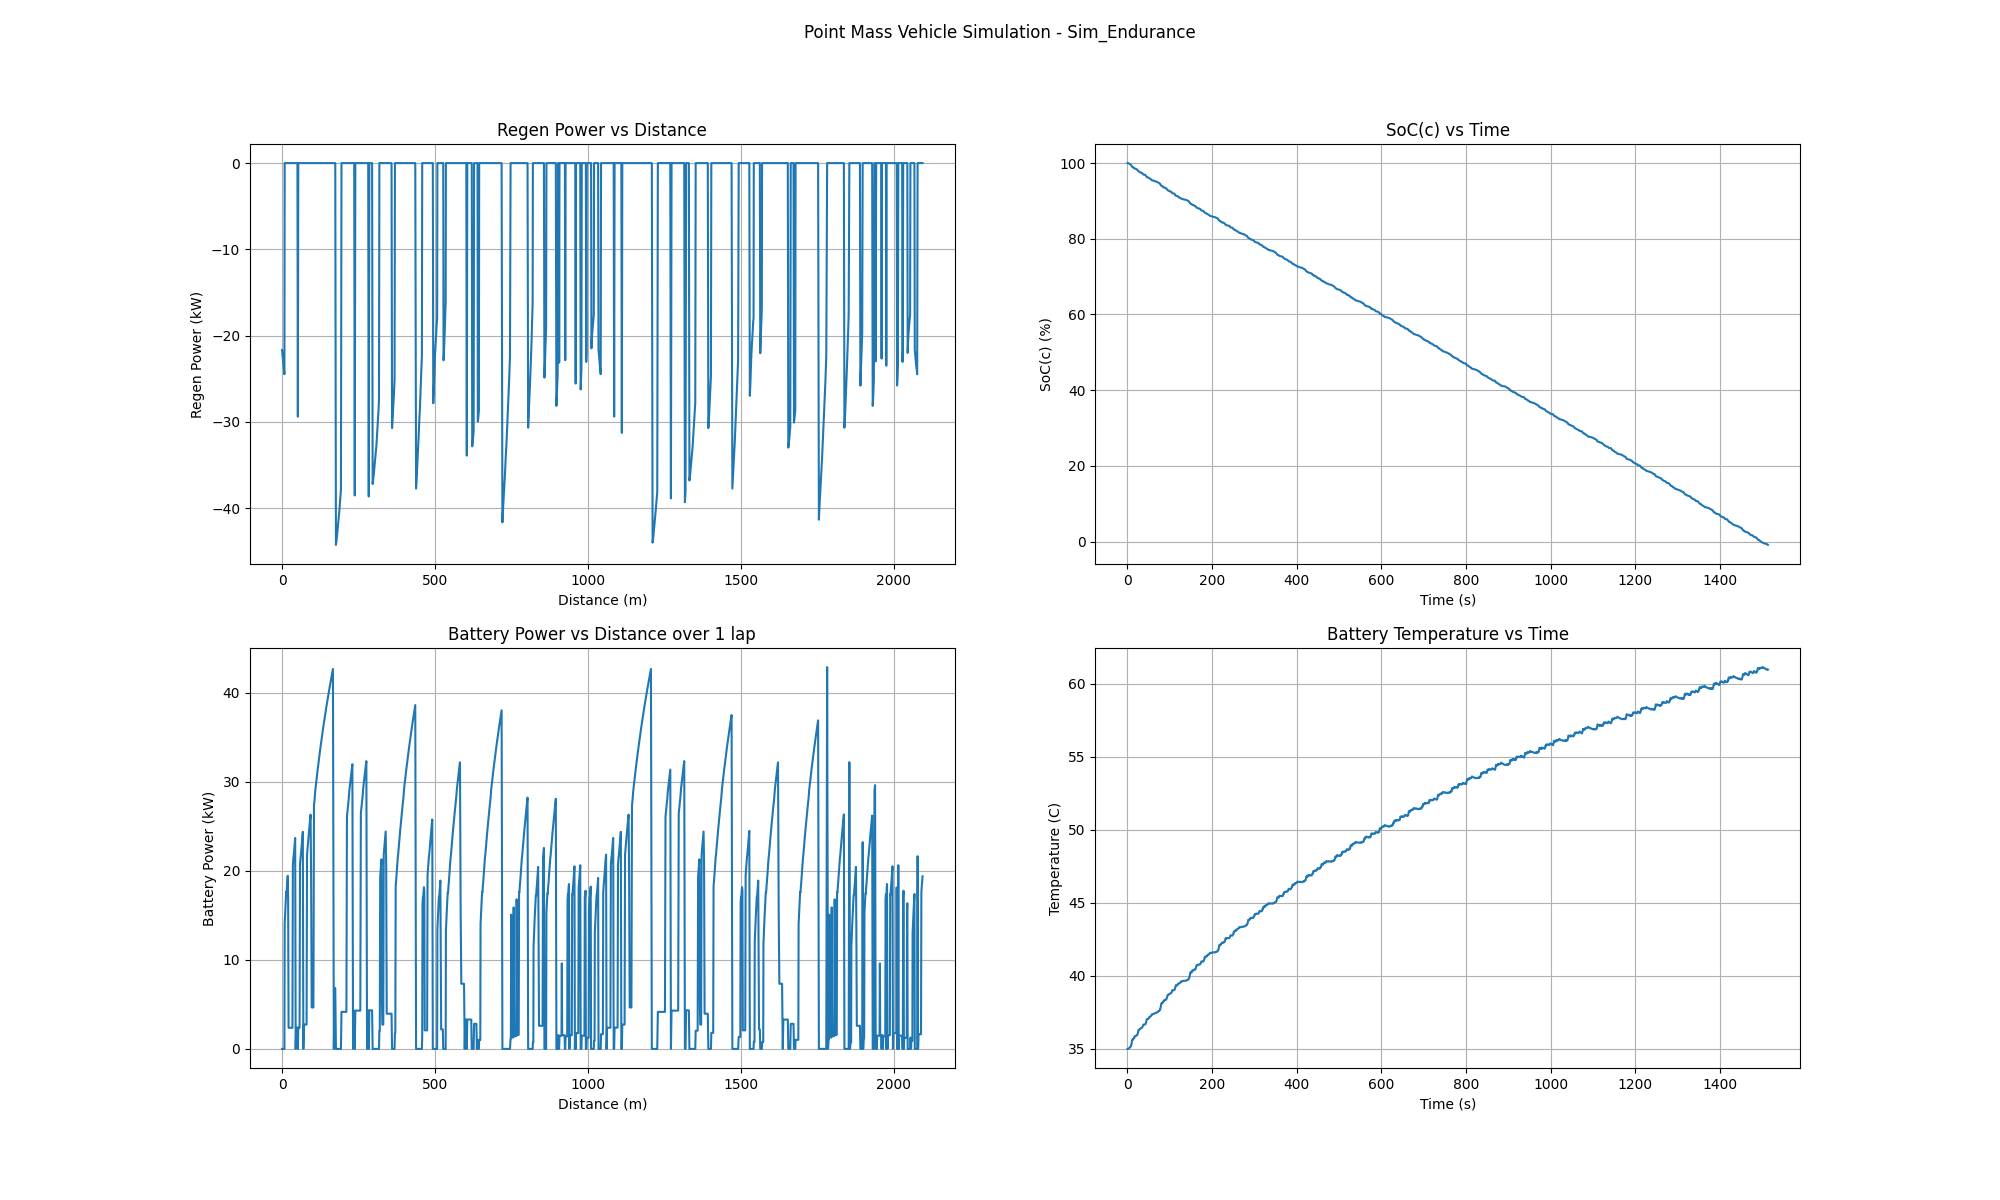 Point Mass Vehicle Simulation - Sim_Endurance
Regen Power vs Distance
Regen Power (kW)
0
−10
−20
−30
−40
0 500 1000 1500 2000
Distance (m)
SoC(c) vs Time
SoC(c) (%)
100
80
60
40
20
0
0 200 400 600 800 1000 1200 1400
Time (s)
Battery Power vs Distance over 1 lap
Battery Power (kW)
40
30
20
10
0
0 500 1000 1500 2000
Distance (m)
Battery Temperature vs Time
Temperature (C)
60
55
50
45
40
35
0 200 400 600 800 1000 1200 1400
Time (s)